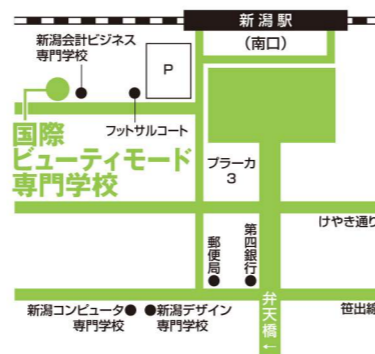 新潟駅
(南口)
新潟会計ビジネス
専門学校
P
フットサルコート
国際
ビューティモード
専門学校
プラーカ
3
けやき通り
郵便局
第四銀行
新潟コンピュータ
専門学校
新潟デザイン
専門学校
弁天橋
←
笹出線